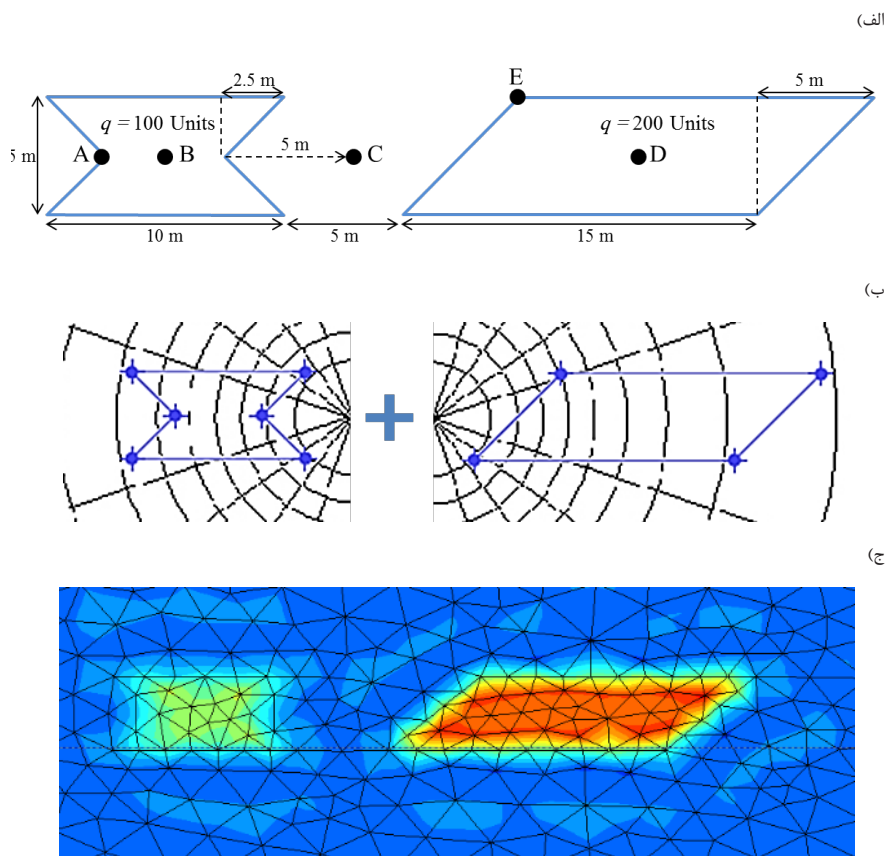 الف)
2.5 m
E
5 m
q = 100 Units
q = 200 Units
5 m
5 m
A
B
C
D
10 m
5 m
15 m
ب)
ج)